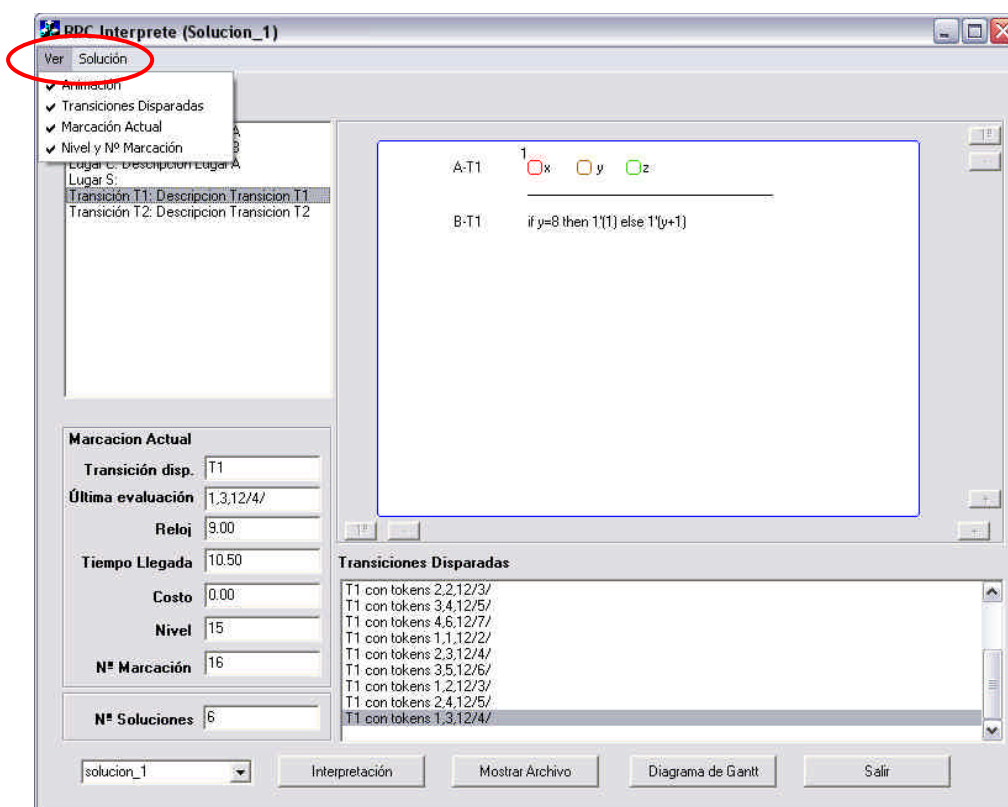 RPC Interprete (Solucion_1)
Ver Solución
Animación
Transiciones Disparadas
Marcación Actual
Nivel y Nº Marcación
A
B
Lugar C: Descripcion Lugar A
Lugar S:
Transición T1: Descripcion Transicion T1
Transición T2: Descripcion Transicion T2
1
A-T1 x y z
B-T1 if y=8 then 1'(1) else 1'(y+1)
1º
-
+
1º - +
Marcacion Actual
Transición disp. T1
Última evaluación 1,3,12/4/
Reloj 9.00
Tiempo Llegada 10.50
Costo 0.00
Nivel 15
Nº Marcación 16
Nº Soluciones 6
Transiciones Disparadas
T1 con tokens 2,2,12/3/
T1 con tokens 3,4,12/5/
T1 con tokens 4,6,12/7/
T1 con tokens 1,1,12/2/
T1 con tokens 2,3,12/4/
T1 con tokens 3,5,12/6/
T1 con tokens 1,2,12/3/
T1 con tokens 2,4,12/5/
T1 con tokens 1,3,12/4/
solucion_1 Interpretación Mostrar Archivo Diagrama de Gantt Salir